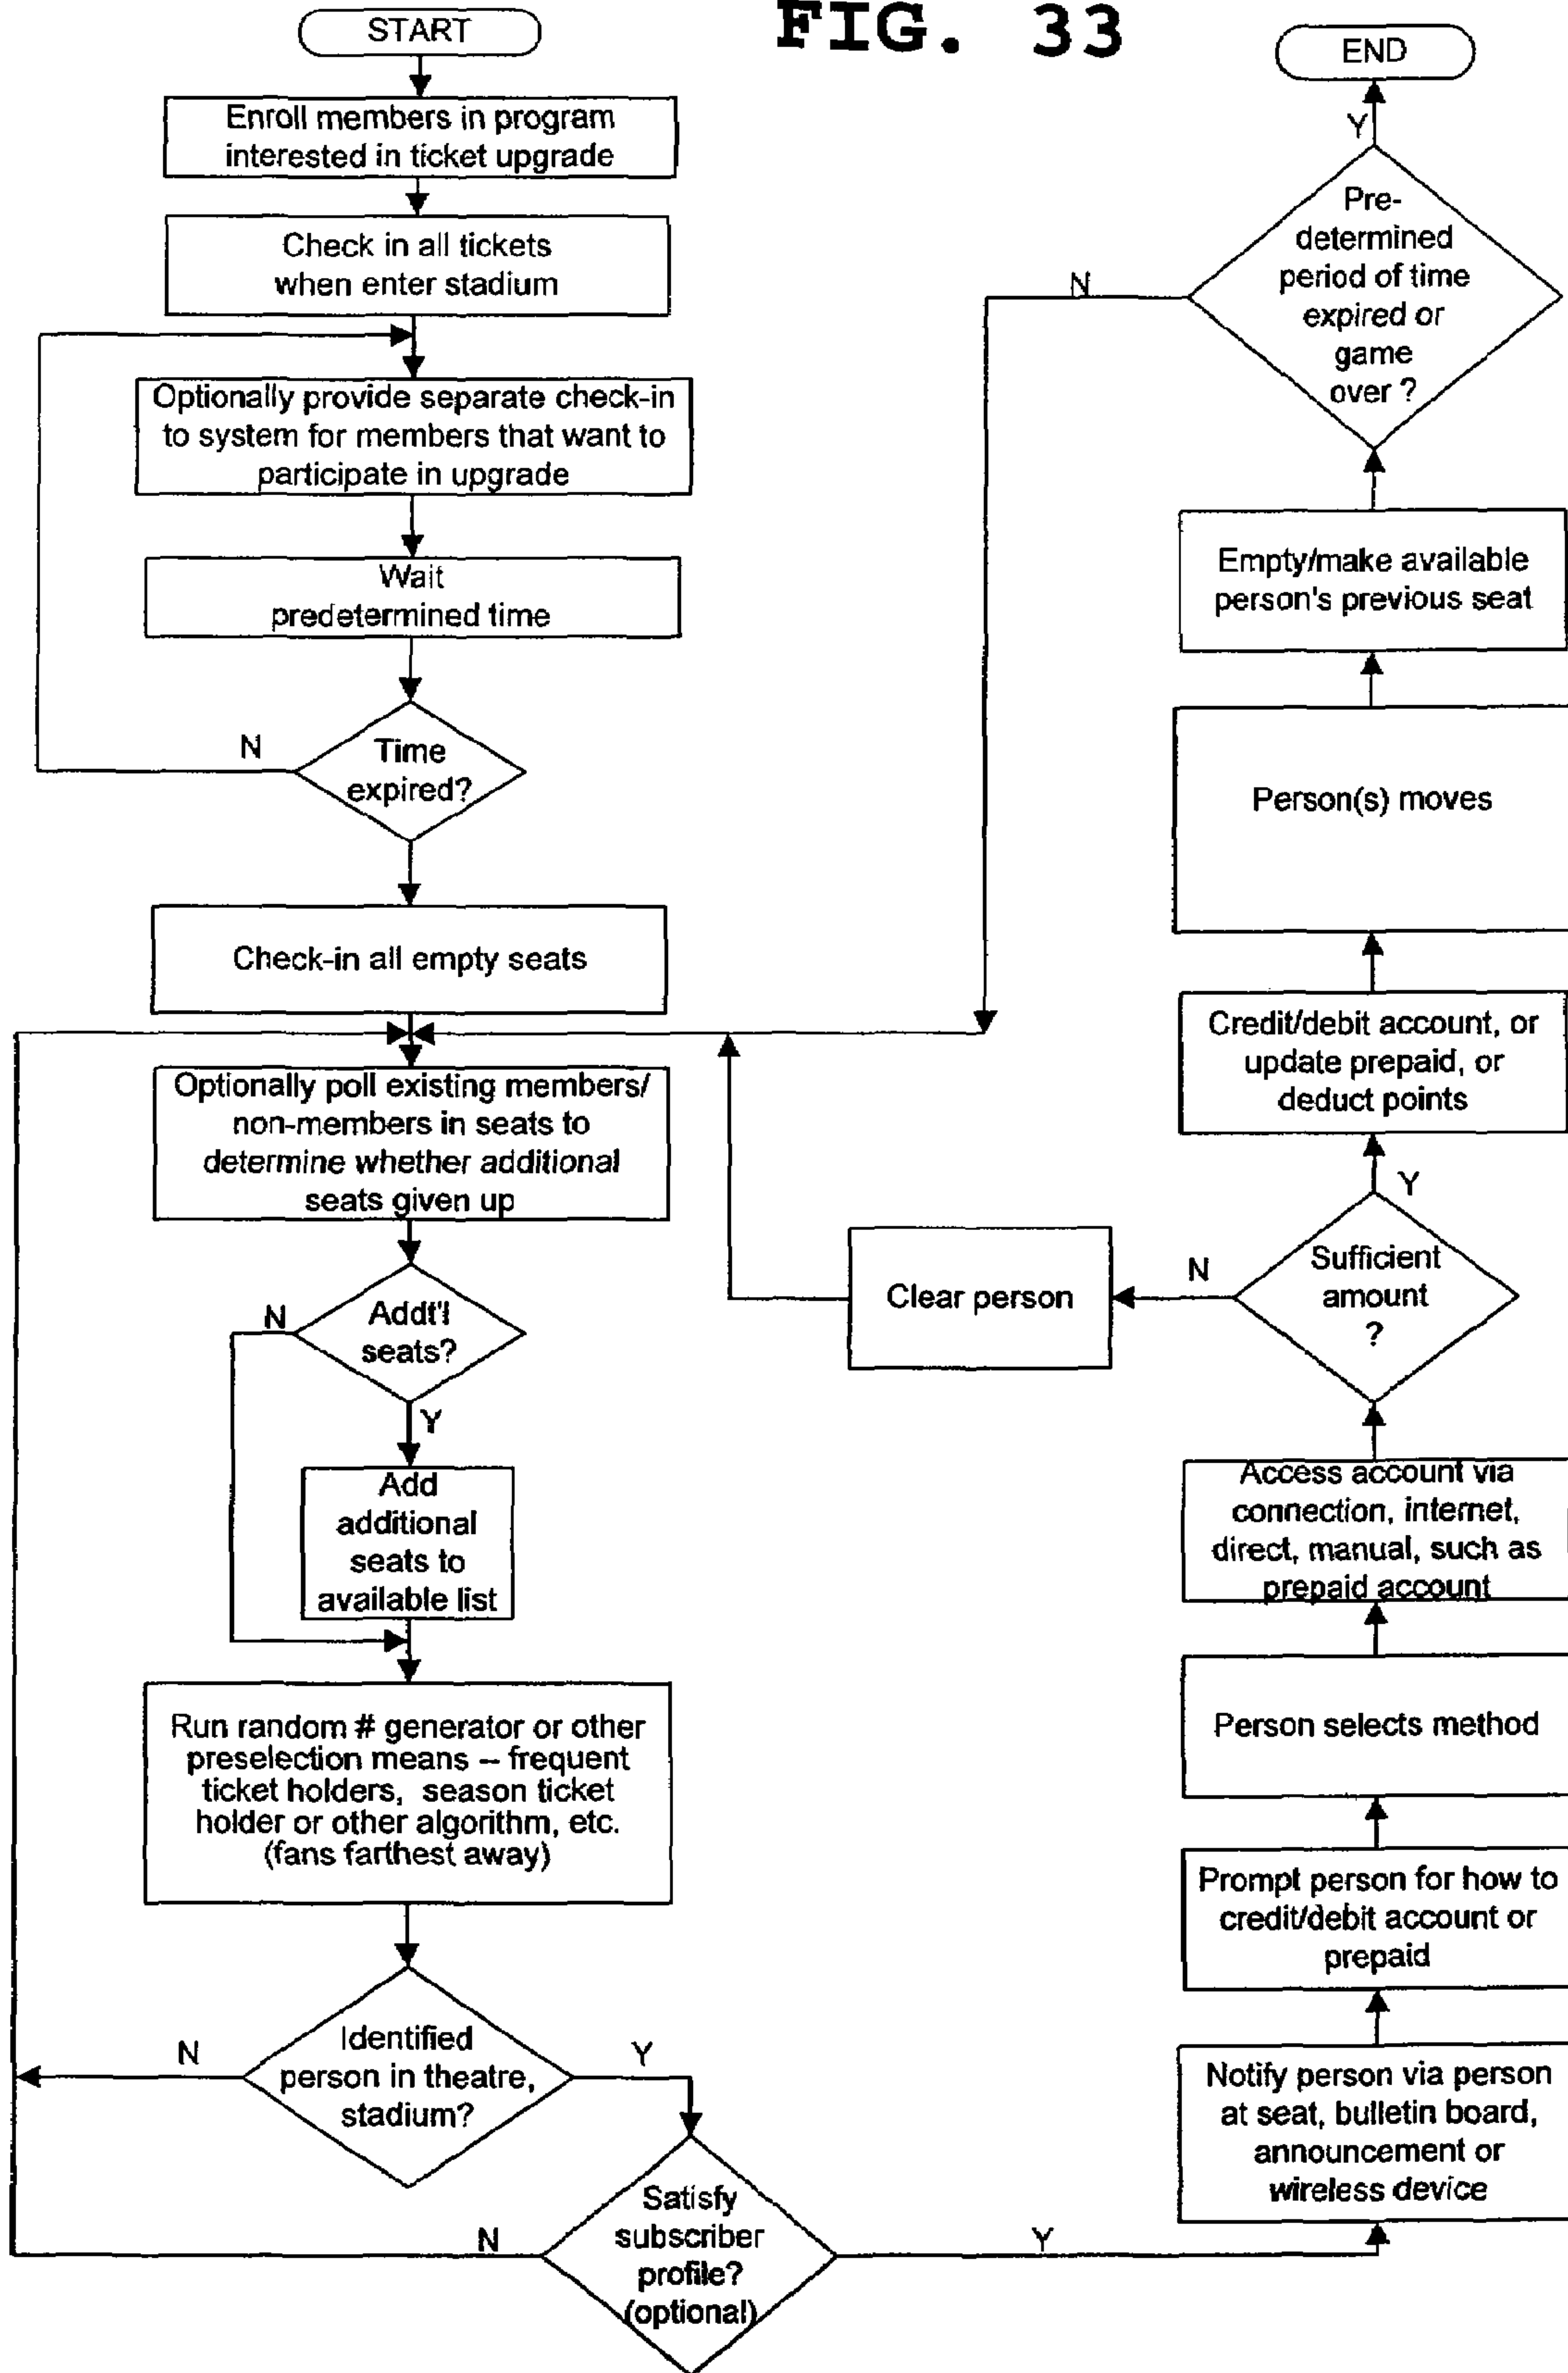 FIG. 33
START
Enroll members in program
interested in ticket upgrade
Check in all tickets
when enter stadium
Optionally provide separate check-in
to system for members that want to
participate in upgrade
Wait
predetermined time
N
Time
expired?
Check-in all empty seats
Optionally poll existing members/
non-members in seats to
determine whether additional
seats given up
N
Addt'l
seats?
Y
Add
additional
seats to
available list
Run random # generator or other
preselection means – frequent
ticket holders, season ticket
holder or other algorithm, etc.
(fans farthest away)
N
Identified
person in theatre,
stadium?
Y
N
Satisfy
subscriber
profile?
(optional)
Y
Notify person via person
at seat, bulletin board,
announcement or
wireless device
Prompt person for how to
credit/debit account or
prepaid
Person selects method
Access account via
connection, internet,
direct, manual, such as
prepaid account
Sufficient
amount
?
N
Clear person
Y
Credit/debit account, or
update prepaid, or
deduct points
Person(s) moves
Empty/make available
person's previous seat
Pre-
determined
period of time
expired or
game
over ?
N
Y
END